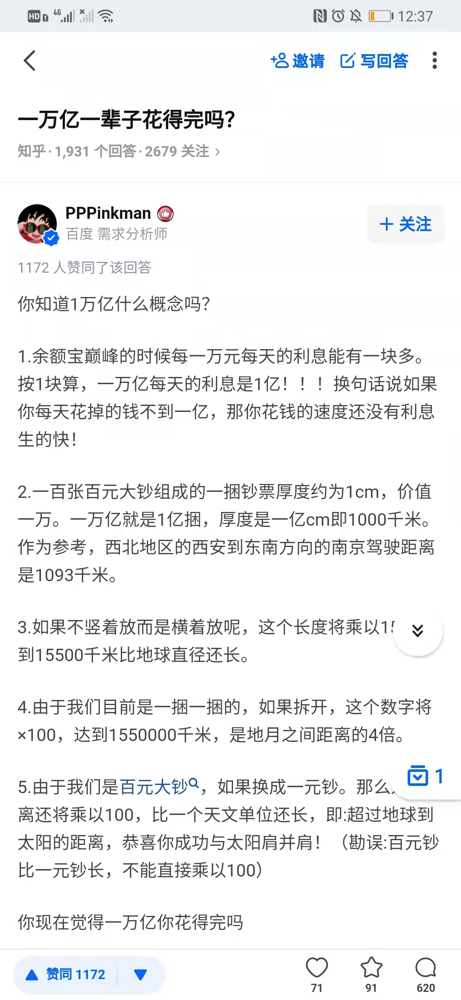 HD 1 4G 12:37
邀请 写回答
一万亿一辈子花得完吗？
知乎·1,931 个回答·2679 关注 >
PPPinkman
+ 关注
百度 需求分析师
1172 人赞同了该回答
你知道1万亿什么概念吗？
1.余额宝巅峰的时候每一万元每天的利息能有一块多。
按1块算，一万亿每天的利息是1亿！！！换句话说如果
你每天花掉的钱不到一亿，那你花钱的速度还没有利息
生的快！
2.一百张百元大钞组成的一捆钞票厚度约为1cm，价值
一万。一万亿就是1亿捆，厚度是一亿cm即1000千米。
作为参考，西北地区的西安到东南方向的南京驾驶距离
是1093千米。
3.如果不竖着放而是横着放呢，这个长度将乘以1
到15500千米比地球直径还长。
4.由于我们目前是一捆一捆的，如果拆开，这个数字将
×100，达到1550000千米，是地月之间距离的4倍。
1
5.由于我们是百元大钞，如果换成一元钞。那么
离还将乘以100，比一个天文单位还长，即:超过地球到
太阳的距离，恭喜你成功与太阳肩并肩！（勘误:百元钞
比一元钞长，不能直接乘以100）
你现在觉得一万亿你花得完吗
赞同 1172
71 91 620